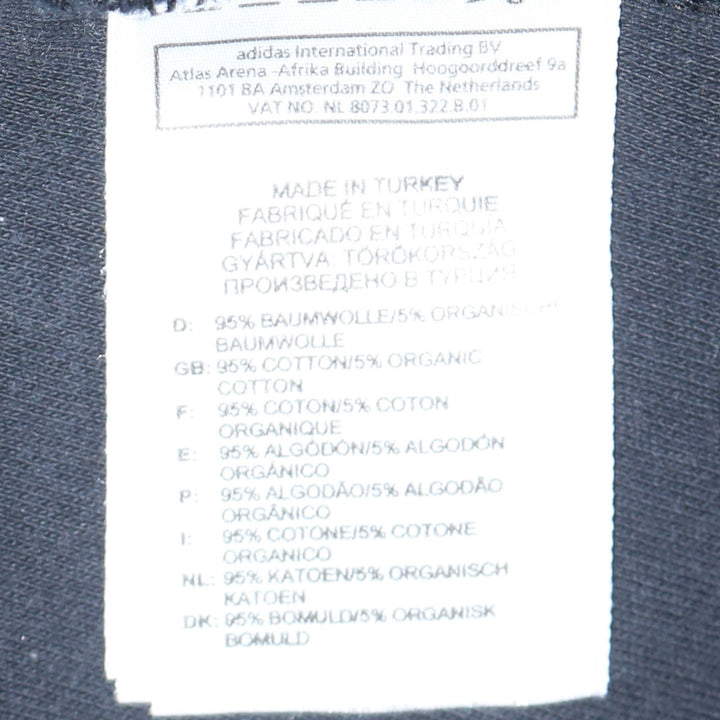 adidas International Trading BV
Atlas Arena -Afrika Building Hoogoorddreef 9a
1101 BA Amsterdam ZO The Netherlands
VAT NO. NL 8073.01.322.B.01
MADE IN TURKEY
FABRIQUÉ EN TURQUIE
FABRICADO EN TURQUIA
GYÁRTVA: TÖRÖKORSZÁG
ПРОИЗВЕДЕНО В ТУРЦИЯ
D: 95% BAUMWOLLE/5% ORGANISCHE
BAUMWOLLE
GB: 95% COTTON/5% ORGANIC
COTTON
F: 95% COTON/5% COTON
ORGANIQUE
E: 95% ALGODÓN/5% ALGODÓN
ORGÁNICO
P: 95% ALGODÃO/5% ALGODÃO
ORGÂNICO
I: 95% COTONE/5% COTONE
ORGANICO
NL: 95% KATOEN/5% ORGANISCH
KATOEN
DK: 95% BOMULD/5% ORGANISK
BOMULD